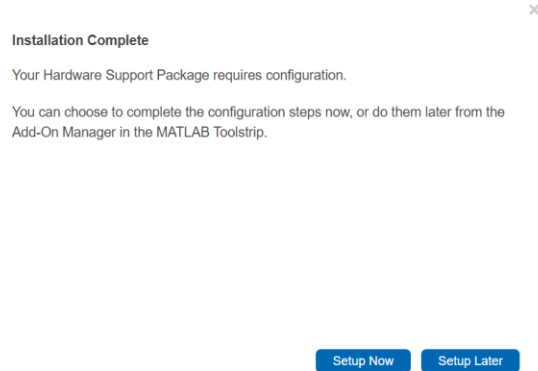 Installation Complete
Your Hardware Support Package requires configuration.
You can choose to complete the configuration steps now, or do them later from the
Add-On Manager in the MATLAB Toolstrip.
Setup Now Setup Later